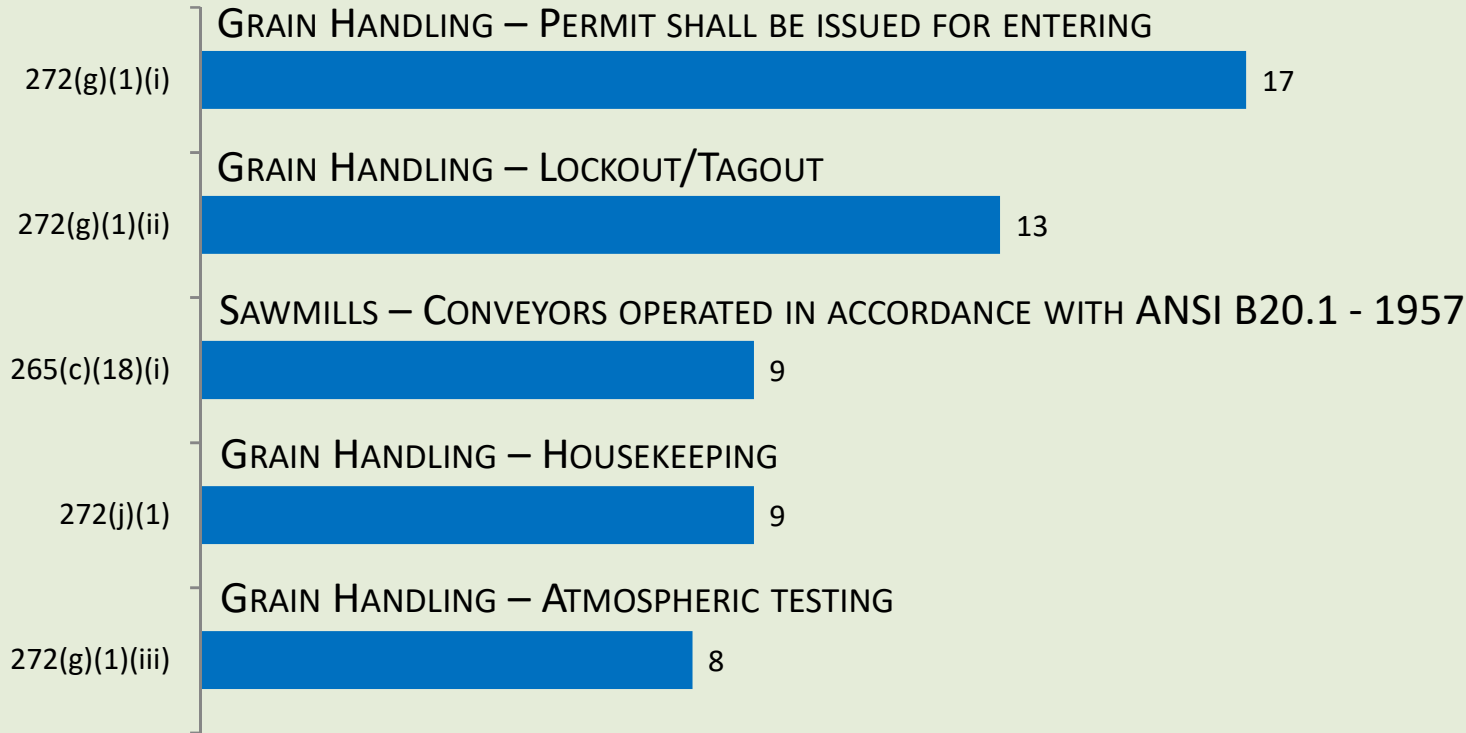 Grain Handling – Permit shall be issued for entering
272(g)(1)(i)
17
Grain Handling – Lockout/Tagout
272(g)(1)(ii)
13
Sawmills – Conveyors operated in accordance with ANSI B20.1 - 1957
265(c)(18)(i)
9
Grain Handling – Housekeeping
272(j)(1)
9
Grain Handling – Atmospheric testing
272(g)(1)(iii)
8